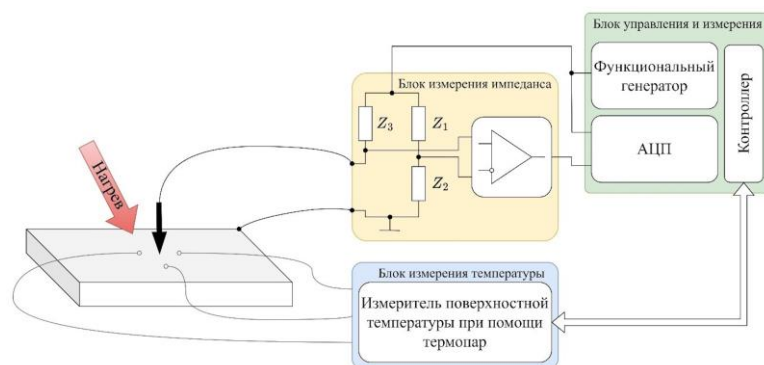 Блок управления и измерения
Функциональный
генератор
АЦП
Контроллер
Блок измерения импеданса
Z₃
Z₁
Z₂
Нагрев
Блок измерения температуры
Измеритель поверхностной
температуры при помощи
термопар